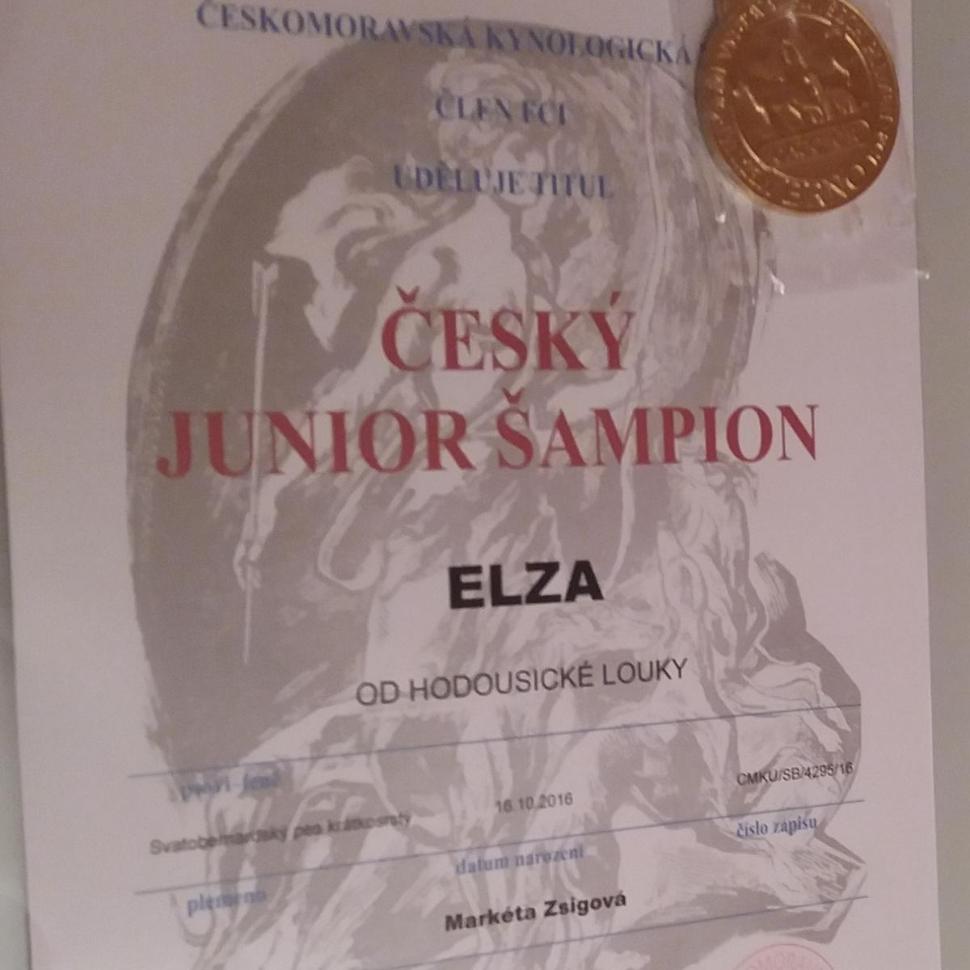 ČESKOMORAVSKÁ KYNOLOGICKÁ
ČLEN FCI
UDĚLUJE TITUL
ČESKÝ
JUNIOR ŠAMPION
ELZA
OD HODOUSICKÉ LOUKY
Svatobernardský pes krátkosrstý 16.10.2016 CMKU/SB/4295/16
plemeno datum narození číslo zápisu
Markéta Zsigová